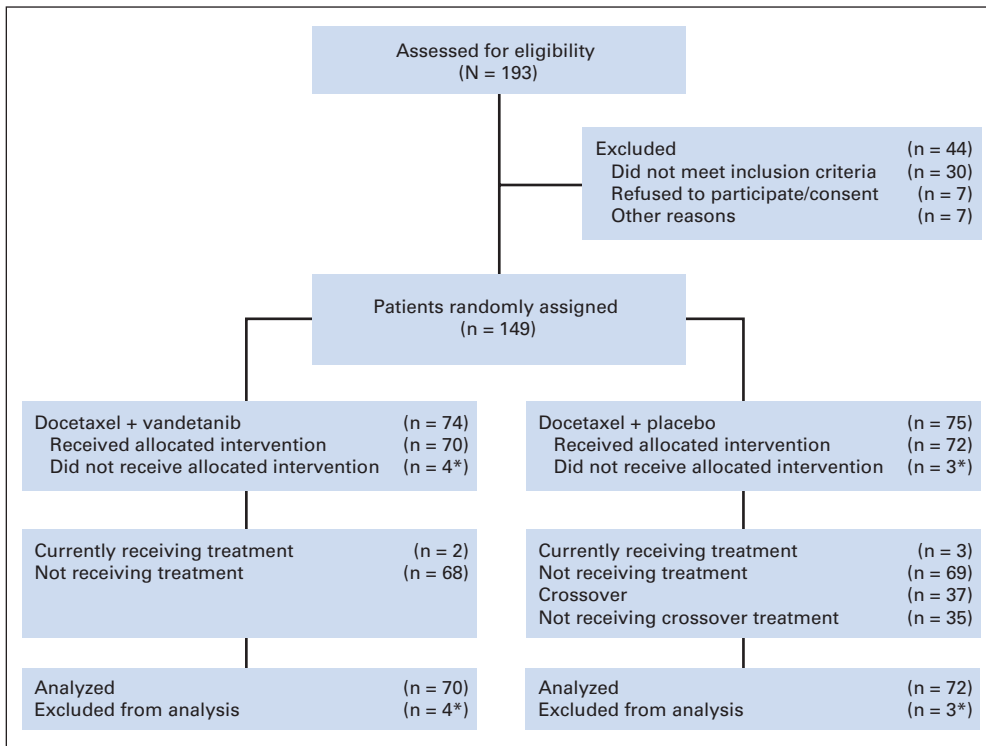 Assessed for eligibility
(N = 193)
Excluded (n = 44)
Did not meet inclusion criteria (n = 30)
Refused to participate/consent (n = 7)
Other reasons (n = 7)
Patients randomly assigned
(n = 149)
Docetaxel + vandetanib (n = 74)
Received allocated intervention (n = 70)
Did not receive allocated intervention (n = 4*)
Docetaxel + placebo (n = 75)
Received allocated intervention (n = 72)
Did not receive allocated intervention (n = 3*)
Currently receiving treatment (n = 2)
Not receiving treatment (n = 68)
Currently receiving treatment (n = 3)
Not receiving treatment (n = 69)
Crossover (n = 37)
Not receiving crossover treatment (n = 35)
Analyzed (n = 70)
Excluded from analysis (n = 4*)
Analyzed (n = 72)
Excluded from analysis (n = 3*)